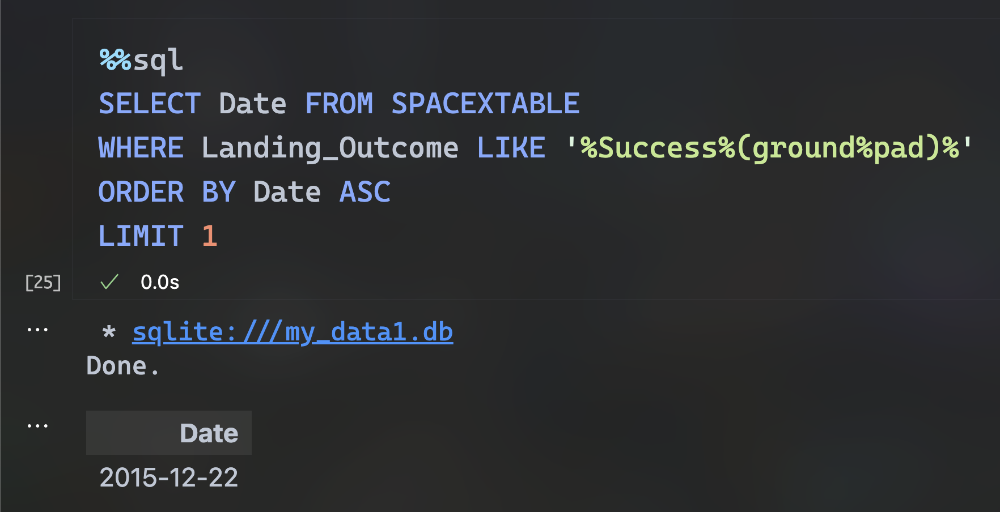 %%sql
SELECT Date FROM SPACEXTABLE
WHERE Landing_Outcome LIKE '%Success%(ground%pad)%'
ORDER BY Date ASC
LIMIT 1
[25] ✓ 0.0s
... * sqlite:///my_data1.db
Done.
... Date
2015-12-22